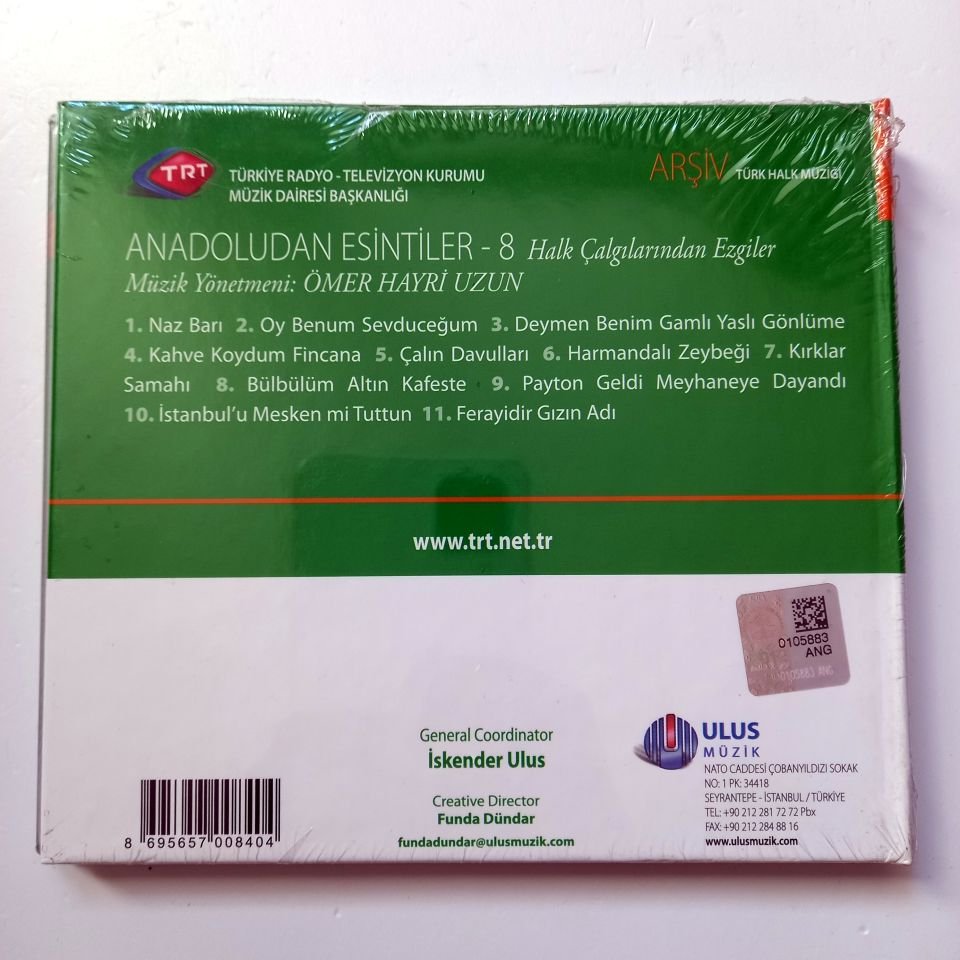 TRT
TÜRKİYE RADYO - TELEVİZYON KURUMU
MÜZİK DAİRESİ BAŞKANLIĞI
ARŞİV TÜRK HALK MÜZİĞİ
ANADOLUDAN ESİNTİLER - 8 Halk Çalgılarından Ezgiler
Müzik Yönetmeni: ÖMER HAYRİ UZUN
1. Naz Barı 2. Oy Benum Sevduceğum 3. Deymen Benim Gamlı Yaslı Gönlüme
4. Kahve Koydum Fincana 5. Çalın Davulları 6. Harmandalı Zeybeği 7. Kırklar
Samahı 8. Bülbülüm Altın Kafeste 9. Payton Geldi Meyhaneye Dayandı
10. İstanbul'u Mesken mi Tuttun 11. Ferayidir Gızın Adı
www.trt.net.tr
0105883
ANG
0105883 ANG
General Coordinator
İskender Ulus
Creative Director
Funda Dündar
fundadundar@ulusmuzik.com
ULUS
MÜZİK
NATO CADDESİ ÇOBANYILDIZI SOKAK
NO: 1 PK: 34418
SEYRANTEPE - İSTANBUL / TÜRKİYE
TEL: +90 212 281 72 72 Pbx
FAX: +90 212 284 88 16
www.ulusmuzik.com
8 695657 008404